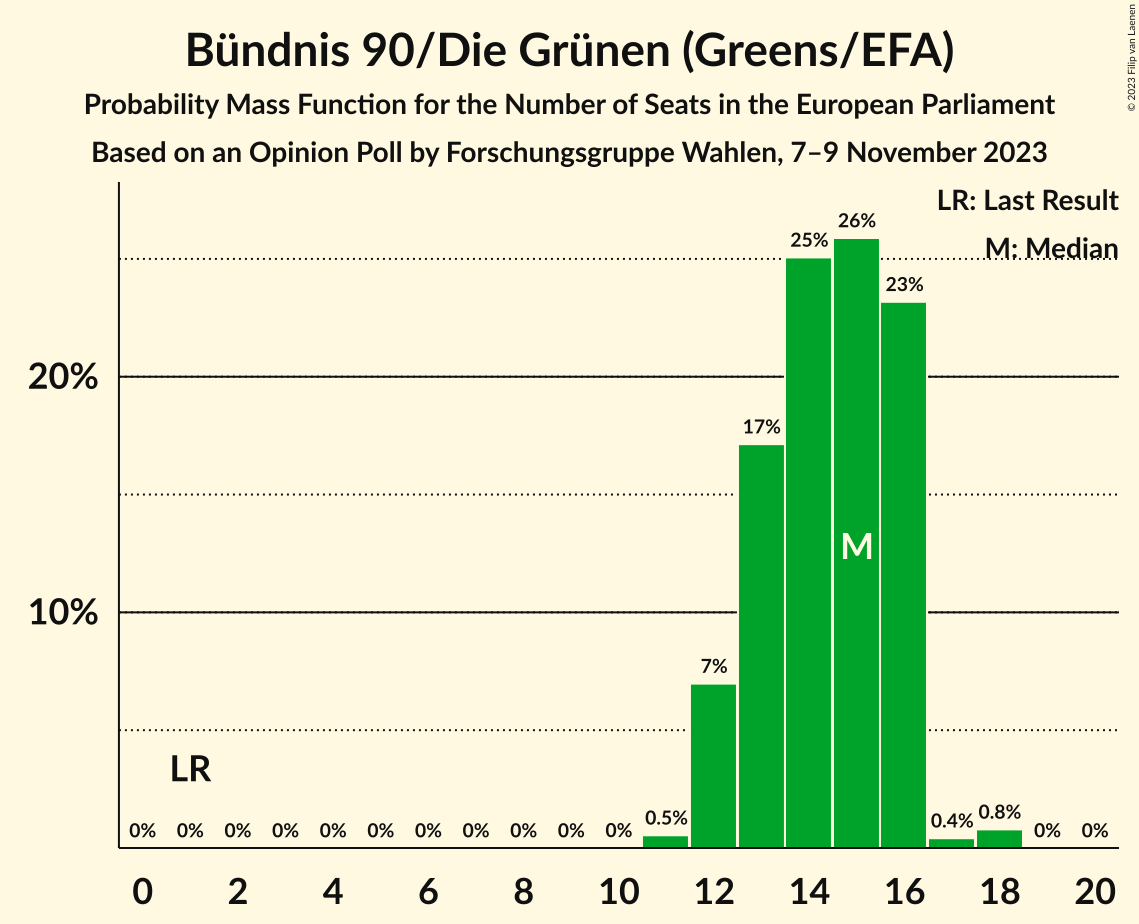 Bündnis 90/Die Grünen (Greens/EFA)
Probability Mass Function for the Number of Seats in the European Parliament
Based on an Opinion Poll by Forschungsgruppe Wahlen, 7–9 November 2023
© 2023 Filip van Laenen
LR: Last Result
M: Median
26%
25%
23%
20%
17%
M
10%
7%
LR
0% 0% 0% 0% 0% 0% 0% 0% 0% 0% 0% 0.5% 0.4% 0.8% 0% 0%
0 2 4 6 8 10 12 14 16 18 20